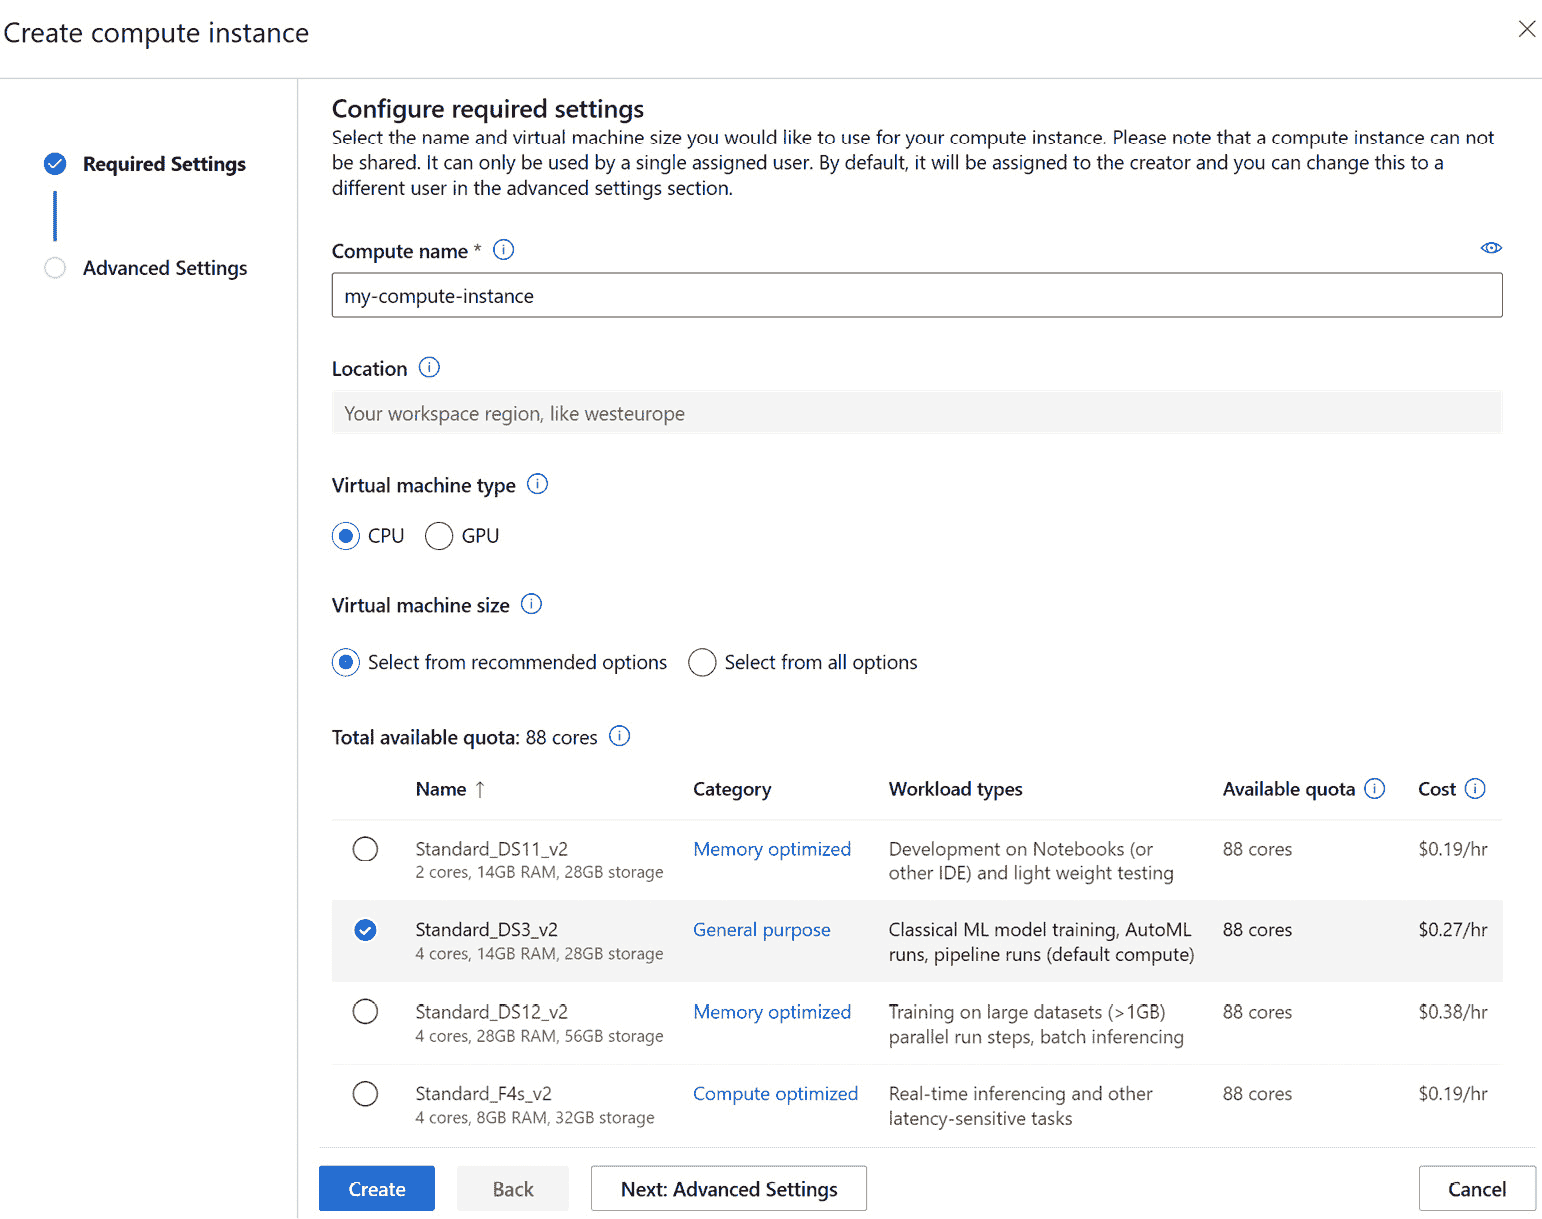 Create compute instance
Required Settings
Advanced Settings
Configure required settings
Select the name and virtual machine size you would like to use for your compute instance. Please note that a compute instance can not
be shared. It can only be used by a single assigned user. By default, it will be assigned to the creator and you can change this to a
different user in the advanced settings section.
Compute name *
my-compute-instance
Location
Your workspace region, like westeurope
Virtual machine type
CPU GPU
Virtual machine size
Select from recommended options Select from all options
Total available quota: 88 cores
Name ↑ Category Workload types Available quota Cost
Standard_DS11_v2 Memory optimized Development on Notebooks (or 88 cores $0.19/hr
2 cores, 14GB RAM, 28GB storage other IDE) and light weight testing
Standard_DS3_v2 General purpose Classical ML model training, AutoML 88 cores $0.27/hr
4 cores, 14GB RAM, 28GB storage runs, pipeline runs (default compute)
Standard_DS12_v2 Memory optimized Training on large datasets (>1GB) 88 cores $0.38/hr
4 cores, 28GB RAM, 56GB storage parallel run steps, batch inferencing
Standard_F4s_v2 Compute optimized Real-time inferencing and other 88 cores $0.19/hr
4 cores, 8GB RAM, 32GB storage latency-sensitive tasks
Create Back Next: Advanced Settings Cancel